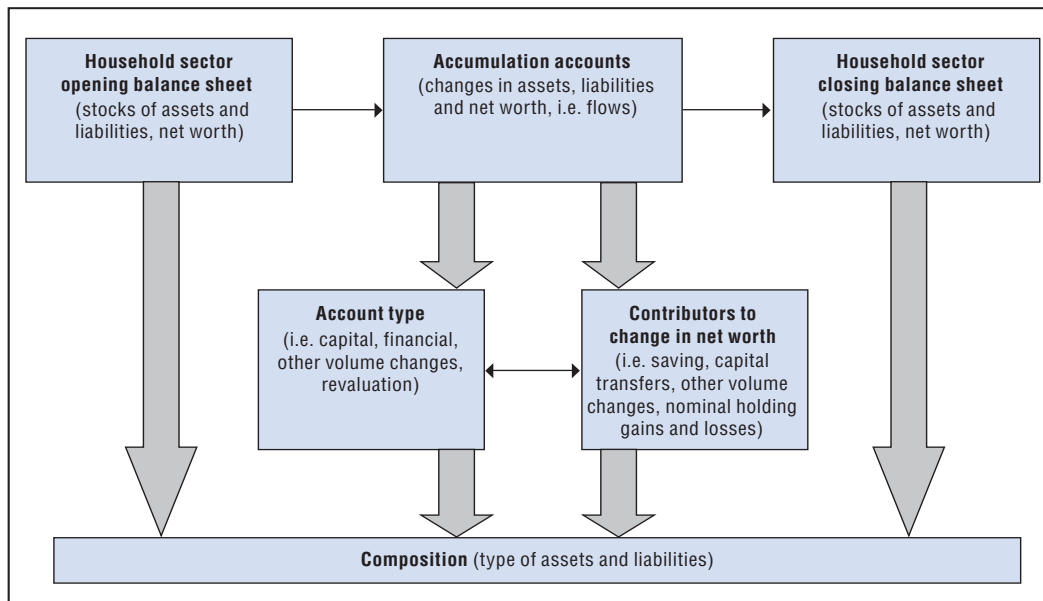 Household sector
opening balance sheet
(stocks of assets and
liabilities, net worth)
Accumulation accounts
(changes in assets, liabilities
and net worth, i.e. flows)
Household sector
closing balance sheet
(stocks of assets and
liabilities, net worth)
Account type
(i.e. capital, financial,
other volume changes,
revaluation)
Contributors to
change in net worth
(i.e. saving, capital
transfers, other volume
changes, nominal holding
gains and losses)
Composition (type of assets and liabilities)